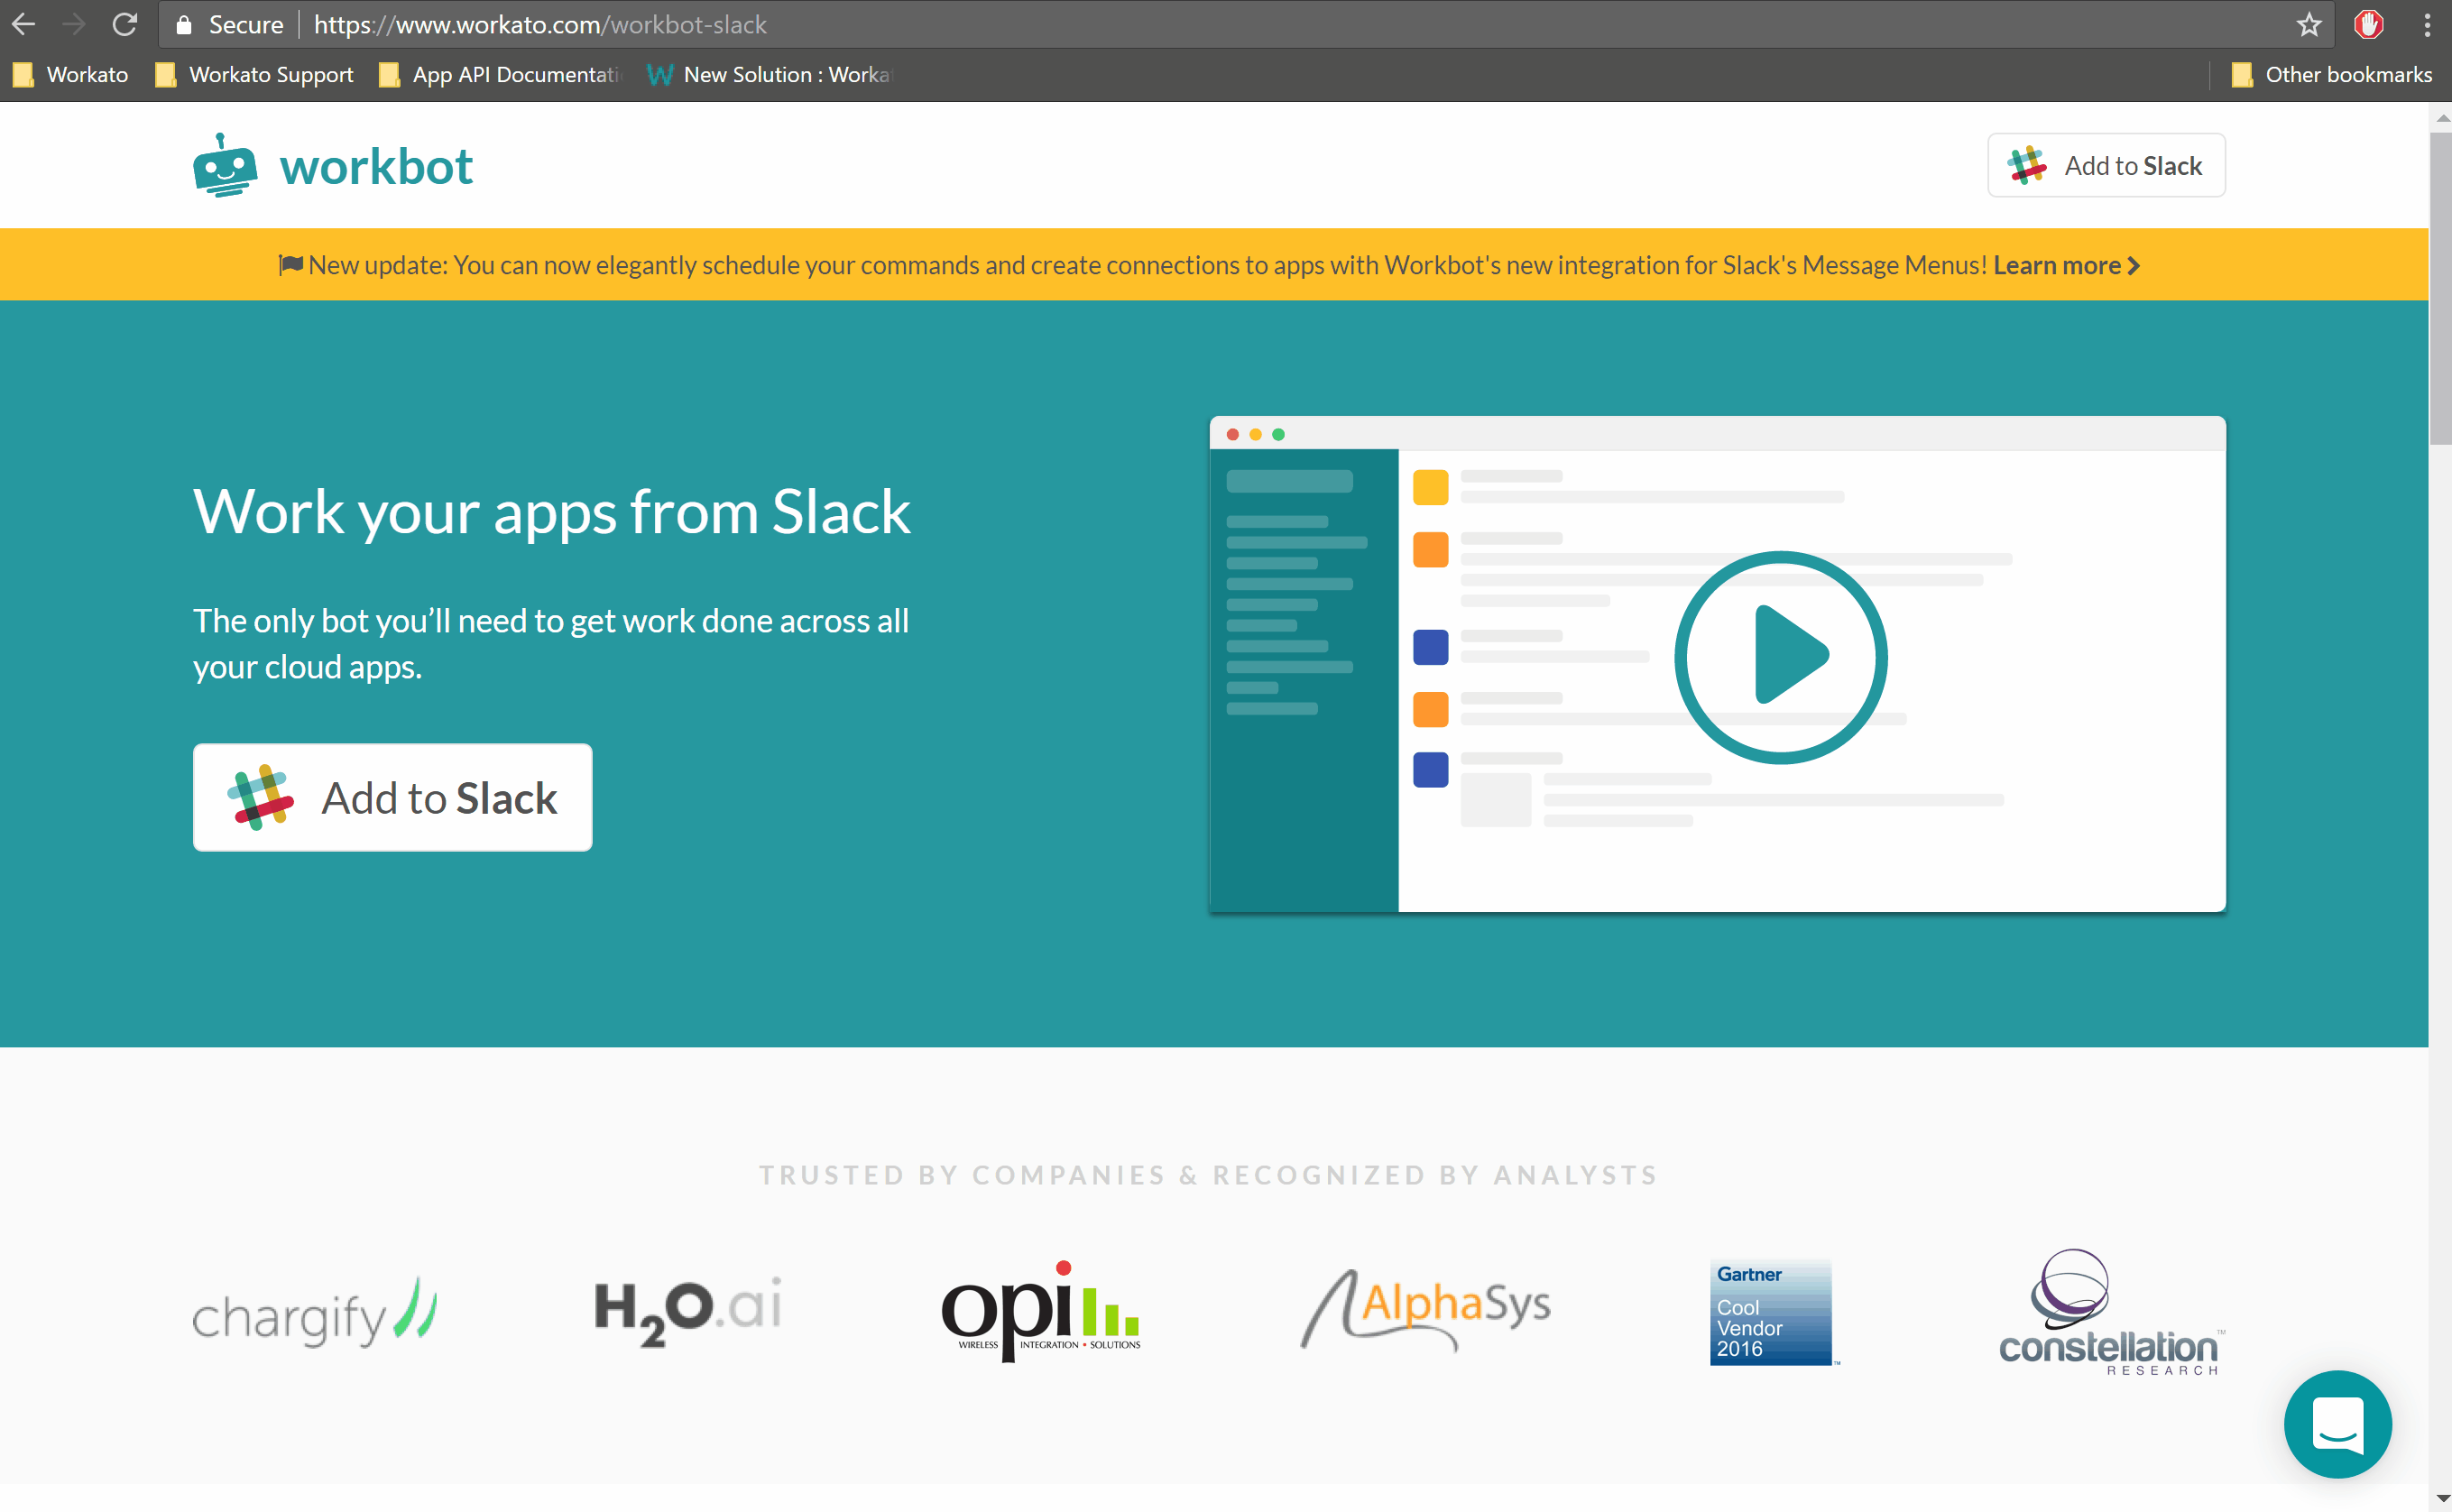 Secure | https://www.workato.com/workbot-slack
Workato Workato Support App API Documentati New Solution : Worka Other bookmarks
workbot
Add to Slack
New update: You can now elegantly schedule your commands and create connections to apps with Workbot's new integration for Slack's Message Menus! Learn more
Work your apps from Slack
The only bot you’ll need to get work done across all
your cloud apps.
Add to Slack
TRUSTED BY COMPANIES & RECOGNIZED BY ANALYSTS
chargify
H2O.ai
opi
WIRELESS INTEGRATION • SOLUTIONS
AlphaSys
Gartner
Cool
Vendor
2016
TM
constellation TM
RESEARCH